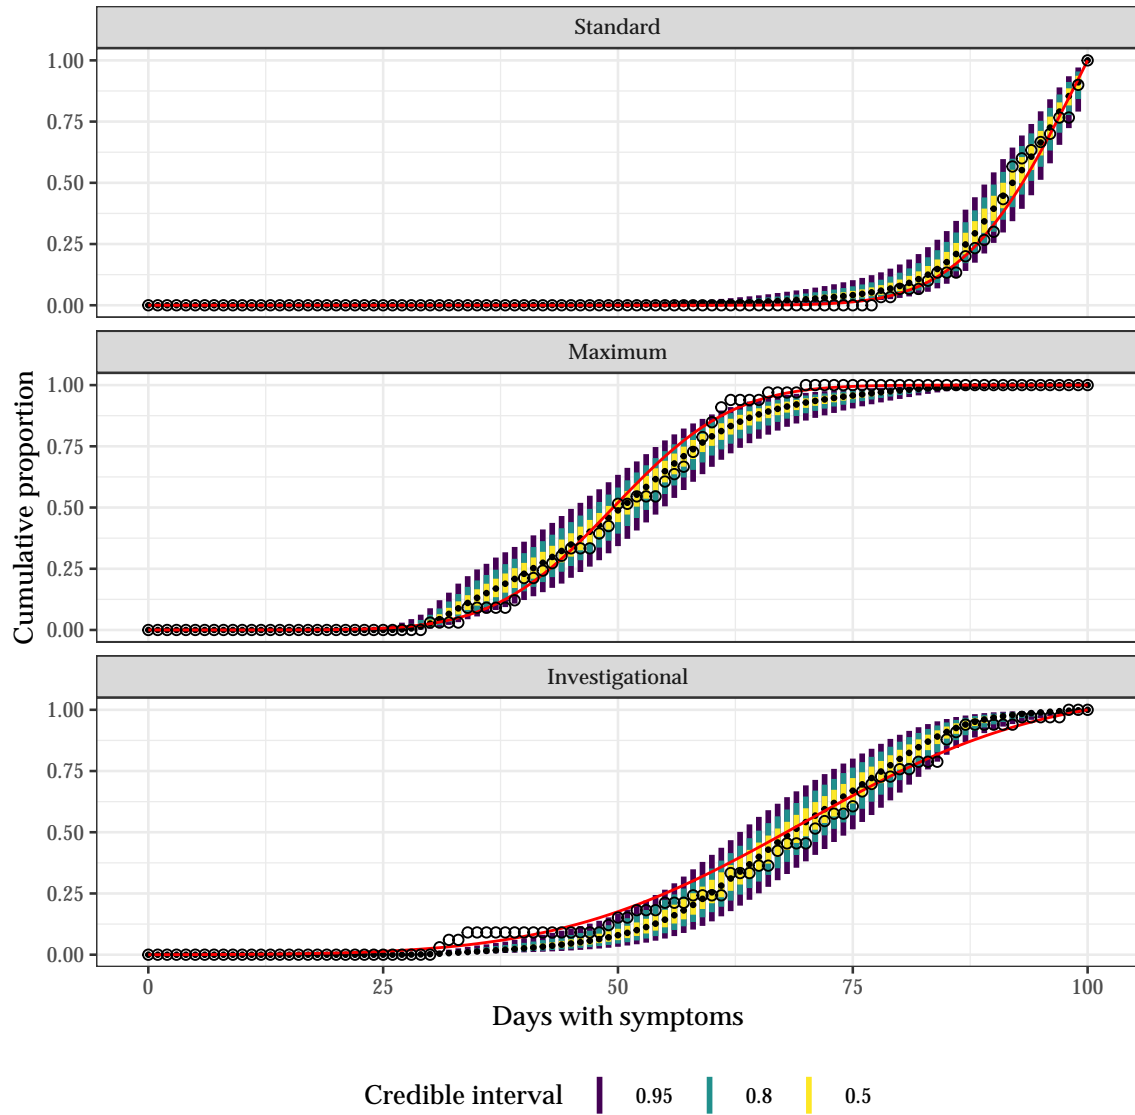 Standard
1.00
0.75
0.50
0.25
0.00
Maximum
1.00
0.75
0.50
0.25
0.00
Cumulative proportion
Investigational
1.00
0.75
0.50
0.25
0.00
0 25 50 75 100
Days with symptoms
Credible interval 0.95 0.8 0.5